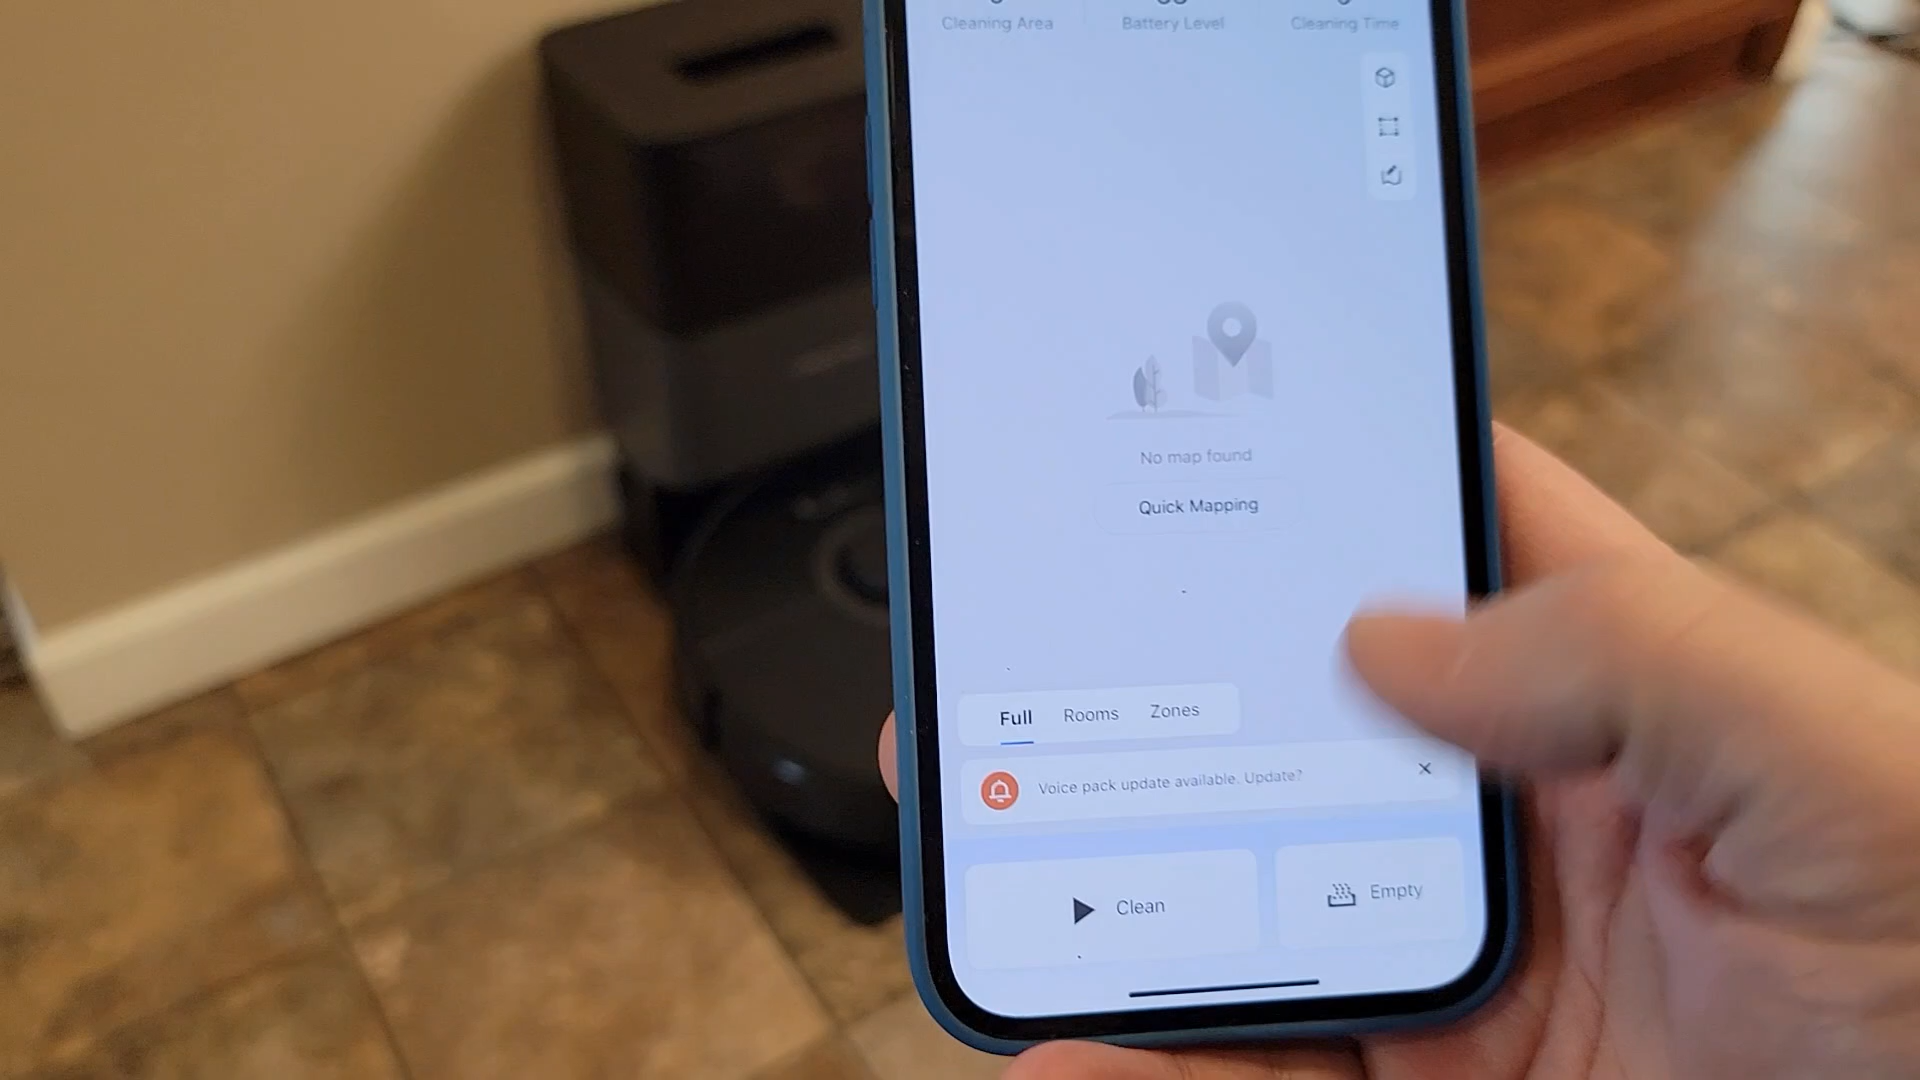 Cleaning Area
Battery Level
Cleaning Time
No map found
Quick Mapping
Full
Rooms
Zones
Voice pack update available. Update?
Clean
Empty